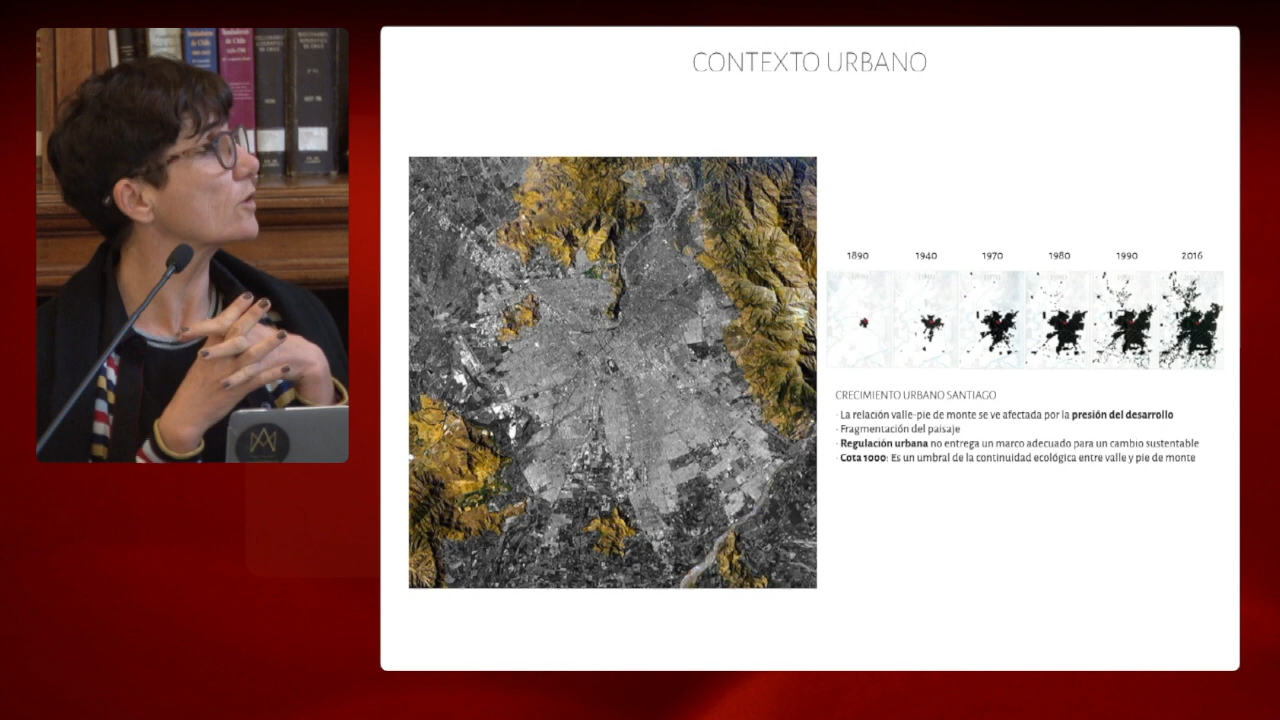 CONTEXTO URBANO
1890 1940 1970 1980 1990 2016
CRECIMIENTO URBANO SANTIAGO
· La relación valle-pie de monte se ve afectada por la presión del desarrollo
· Fragmentación del paisaje
· Regulación urbana no entrega un marco adecuado para un cambio sustentable
· Cota 1000: Es un umbral de la continuidad ecológica entre valle y pie de monte